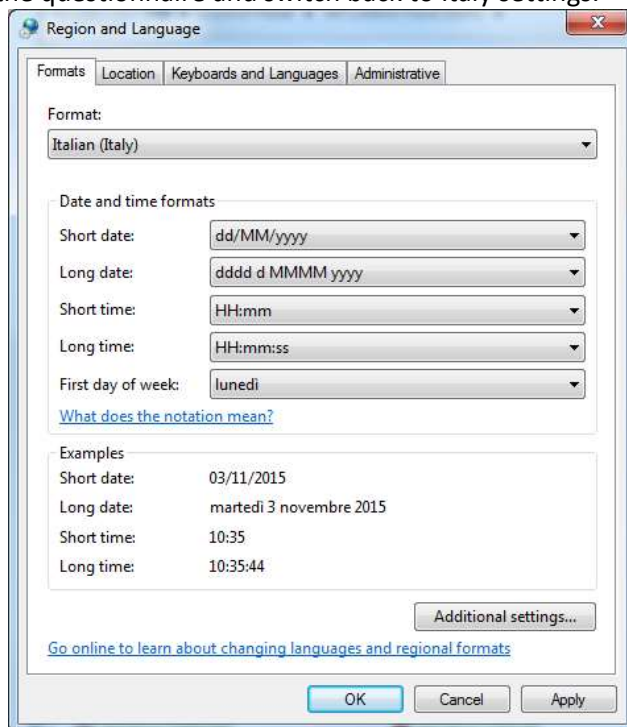 the questionnaire and switch back to Italy settings.
Region and Language
Formats Location Keyboards and Languages Administrative
Format:
Italian (Italy)
Date and time formats
Short date: dd/MM/yyyy
Long date: dddd d MMMM yyyy
Short time: HH:mm
Long time: HH:mm:ss
First day of week: lunedì
What does the notation mean?
Examples
Short date: 03/11/2015
Long date: martedì 3 novembre 2015
Short time: 10:35
Long time: 10:35:44
Additional settings...
Go online to learn about changing languages and regional formats
OK Cancel Apply